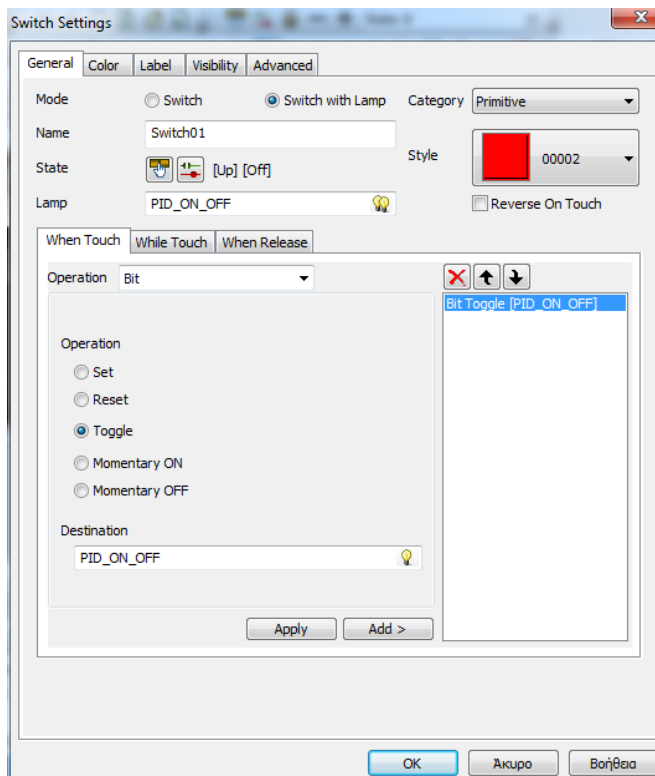 Switch Settings
General Color Label Visibility Advanced
Mode Switch Switch with Lamp Category Primitive
Name Switch01
Style 00002
State [Up] [Off]
Lamp PID_ON_OFF Reverse On Touch
When Touch While Touch When Release
Operation Bit
Bit Toggle [PID_ON_OFF]
Operation
Set
Reset
Toggle
Momentary ON
Momentary OFF
Destination
PID_ON_OFF
Apply Add >
OK Άκυρο Βοήθεια